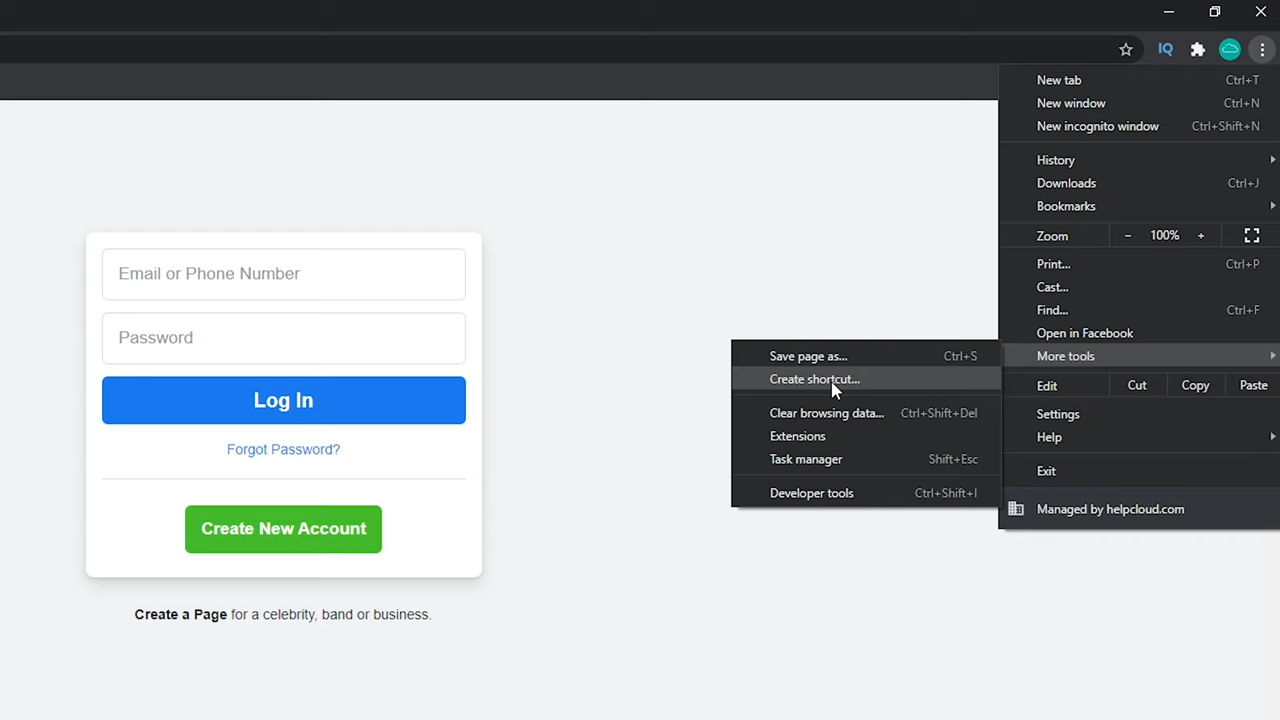 IQ
New tab Ctrl+T
New window Ctrl+N
New incognito window Ctrl+Shift+N
History
Downloads Ctrl+J
Bookmarks
Zoom − 100% +
Print... Ctrl+P
Cast...
Find... Ctrl+F
Open in Facebook
More tools
Edit Cut Copy Paste
Settings
Help
Exit
Managed by helpcloud.com
Save page as... Ctrl+S
Create shortcut...
Clear browsing data... Ctrl+Shift+Del
Extensions
Task manager Shift+Esc
Developer tools Ctrl+Shift+I
Email or Phone Number
Password
Log In
Forgot Password?
Create New Account
Create a Page for a celebrity, band or business.